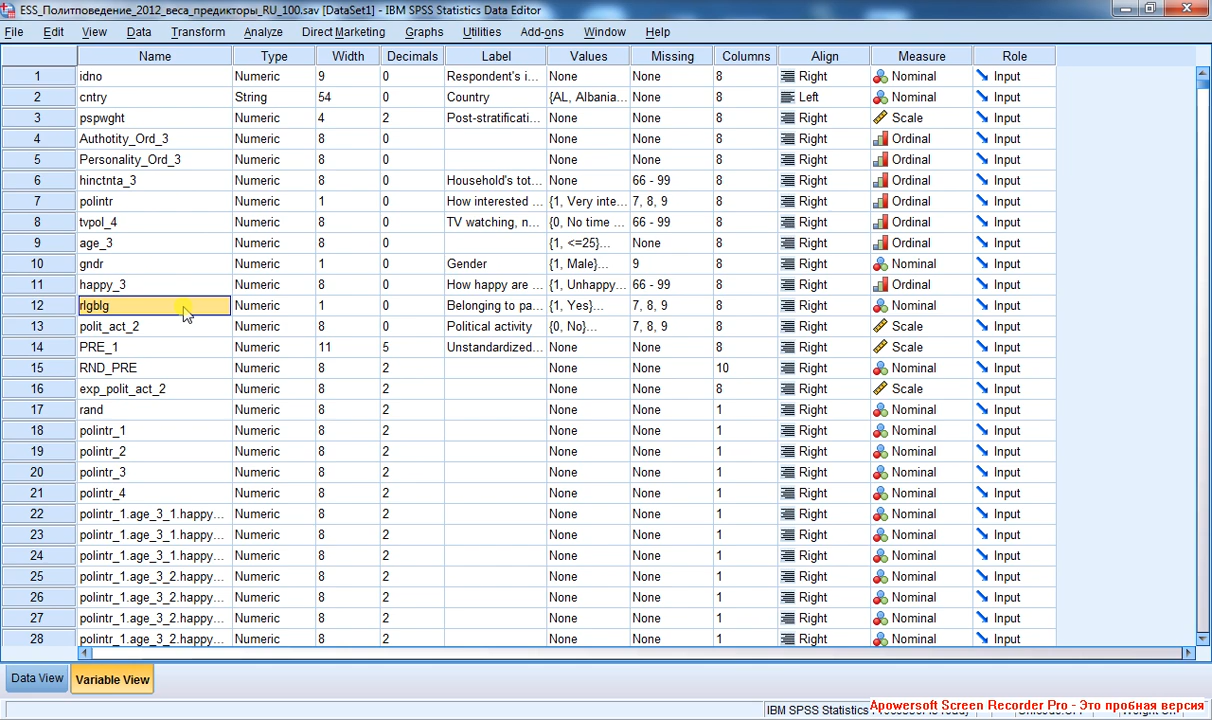 ESS_Политповедение_2012_веса_предикторы_RU_100.sav [DataSet1] - IBM SPSS Statistics Data Editor
File Edit View Data Transform Analyze Direct Marketing Graphs Utilities Add-ons Window Help
Name Type Width Decimals Label Values Missing Columns Align Measure Role
1 idno Numeric 9 0 Respondent's i... None None 8 Right Nominal Input
2 cntry String 54 0 Country {AL, Albania... None 8 Left Nominal Input
3 pspwght Numeric 4 2 Post-stratificati... None None 8 Right Scale Input
4 Authotity_Ord_3 Numeric 8 0 None None 8 Right Ordinal Input
5 Personality_Ord_3 Numeric 8 0 None None 8 Right Ordinal Input
6 hinctnta_3 Numeric 8 0 Household's tot... None 66 - 99 8 Right Ordinal Input
7 polintr Numeric 1 0 How interested ... {1, Very inte... 7, 8, 9 8 Right Ordinal Input
8 tvpol_4 Numeric 8 0 TV watching, n... {0, No time ... 66 - 99 8 Right Ordinal Input
9 age_3 Numeric 8 0 {1, <=25}... None 8 Right Ordinal Input
10 gndr Numeric 1 0 Gender {1, Male}... 9 8 Right Nominal Input
11 happy_3 Numeric 8 0 How happy are ... {1, Unhappy... 66 - 99 8 Right Ordinal Input
12 rlgblg Numeric 1 0 Belonging to pa... {1, Yes}... 7, 8, 9 8 Right Nominal Input
13 polit_act_2 Numeric 8 0 Political activity {0, No}... 7, 8, 9 8 Right Scale Input
14 PRE_1 Numeric 11 5 Unstandardized... None None 8 Right Scale Input
15 RND_PRE Numeric 8 2 None None 10 Right Nominal Input
16 exp_polit_act_2 Numeric 8 2 None None 8 Right Scale Input
17 rand Numeric 8 2 None None 1 Right Nominal Input
18 polintr_1 Numeric 8 2 None None 1 Right Nominal Input
19 polintr_2 Numeric 8 2 None None 1 Right Nominal Input
20 polintr_3 Numeric 8 2 None None 1 Right Nominal Input
21 polintr_4 Numeric 8 2 None None 1 Right Nominal Input
22 polintr_1.age_3_1.happy... Numeric 8 2 None None 1 Right Nominal Input
23 polintr_1.age_3_1.happy... Numeric 8 2 None None 1 Right Nominal Input
24 polintr_1.age_3_1.happy... Numeric 8 2 None None 1 Right Nominal Input
25 polintr_1.age_3_2.happy... Numeric 8 2 None None 1 Right Nominal Input
26 polintr_1.age_3_2.happy... Numeric 8 2 None None 1 Right Nominal Input
27 polintr_1.age_3_2.happy... Numeric 8 2 None None 1 Right Nominal Input
28 polintr_1.age_3_2.happy... Numeric 8 2 None None 1 Right Nominal Input
Data View Variable View
IBM SPSS Statistics
Apowersoft Screen Recorder Pro - Это пробная версия